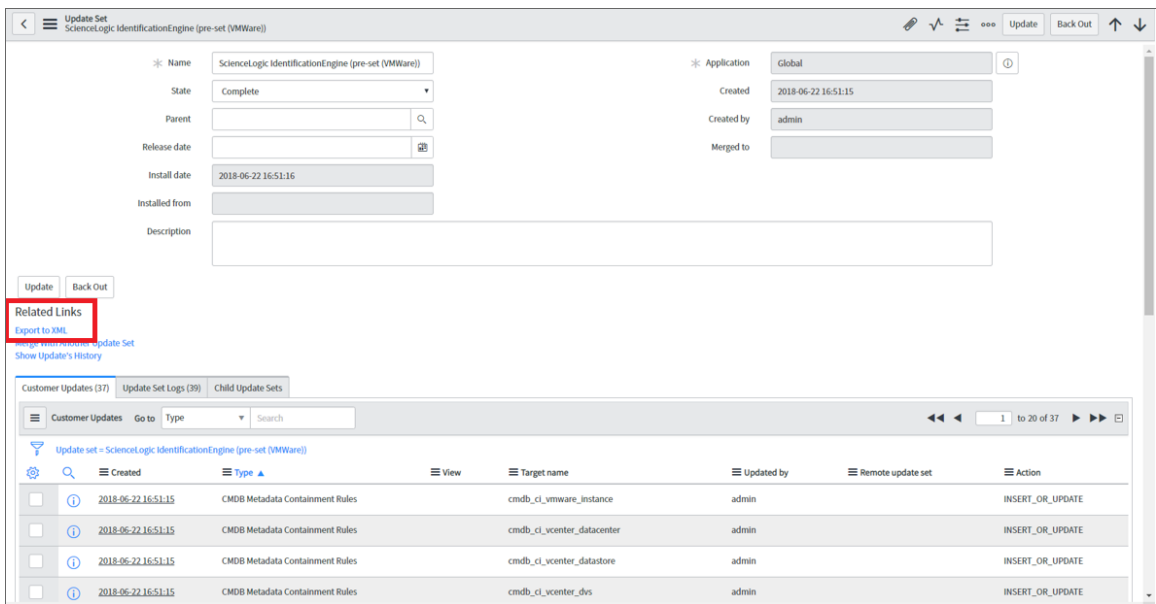 Update Set
ScienceLogic IdentificationEngine (pre-set (VMWare))
Update Back Out
Name ScienceLogic IdentificationEngine (pre-set (VMWare)) Application Global
State Complete Created 2018-06-22 16:51:15
Parent Created by admin
Release date Merged to
Install date 2018-06-22 16:51:16
Installed from
Description
Update Back Out
Related Links
Export to XML
Merge With Another Update Set
Show Update's History
Customer Updates (37) Update Set Logs (39) Child Update Sets
Customer Updates Go to Type Search 1 to 20 of 37
Update set = ScienceLogic IdentificationEngine (pre-set (VMWare))
Created Type View Target name Updated by Remote update set Action
2018-06-22 16:51:15 CMDB Metadata Containment Rules cmdb_ci_vmware_instance admin INSERT_OR_UPDATE
2018-06-22 16:51:15 CMDB Metadata Containment Rules cmdb_ci_vcenter_datacenter admin INSERT_OR_UPDATE
2018-06-22 16:51:15 CMDB Metadata Containment Rules cmdb_ci_vcenter_datastore admin INSERT_OR_UPDATE
2018-06-22 16:51:15 CMDB Metadata Containment Rules cmdb_ci_vcenter_dvs admin INSERT_OR_UPDATE